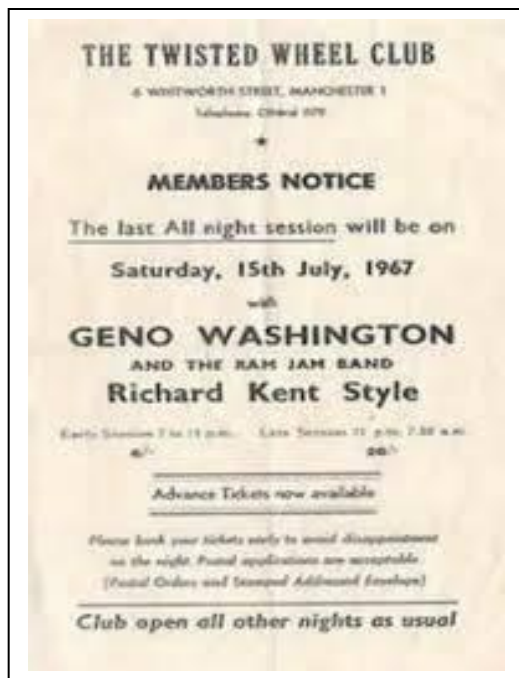 THE TWISTED WHEEL CLUB
6 WHITWORTH STREET, MANCHESTER 1
Telephone:
MEMBERS NOTICE
The last All night session will be on
Saturday, 15th July, 1967
with
GENO WASHINGTON
AND THE RAM JAM BAND
Richard Kent Style
Early Session 7 to 11 p.m. Late Session 11 p.m. 7.30 a.m.
Advance Tickets now available
Please book your tickets early to avoid disappointment
on the night. Postal applications are acceptable
(Postal Orders and Stamped Addressed Envelope)
Club open all other nights as usual